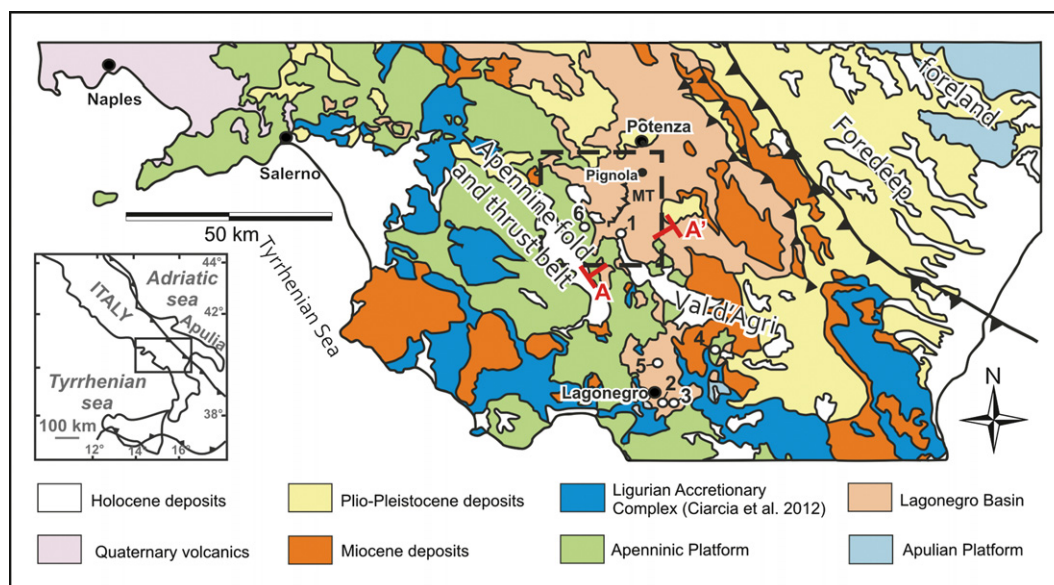 Naples
Salerno
50 km
Tyrrhenian Sea
Apennine fold
and thrust belt
Potenza
Pignola
MT
6
1
A'
A
Val d'Agri
4
5
2
3
Lagonegro
foreland
Foredeep
N
44°
42°
38°
ITALY
Adriatic
sea
Apulia
Tyrrhenian
sea
100 km
12°
14°
16°
Holocene deposits
Plio-Pleistocene deposits
Ligurian Accretionary
Complex (Ciarcia et al. 2012)
Lagonegro Basin
Quaternary volcanics
Miocene deposits
Apenninic Platform
Apulian Platform